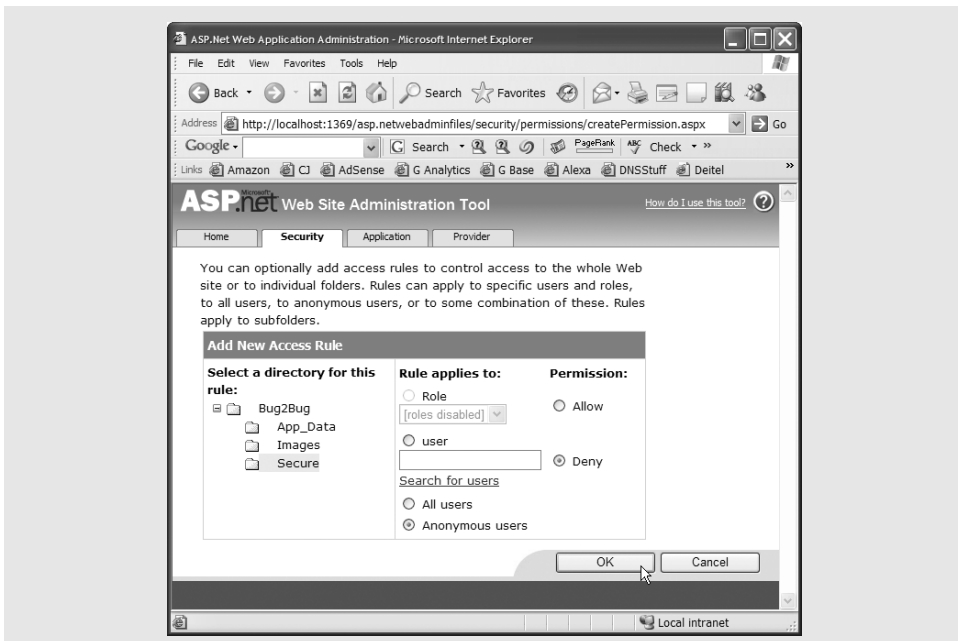 ASP.Net Web Application Administration - Microsoft Internet Explorer
File Edit View Favorites Tools Help
Back Search Favorites
Address http://localhost:1369/asp.netwebadminfiles/security/permissions/createPermission.aspx Go
Google Search PageRank ABC Check »
Links Amazon CJ AdSense G Analytics G Base Alexa DNSStuff Deitel »
Microsoft
ASP.net Web Site Administration Tool How do I use this tool? ?
Home Security Application Provider
You can optionally add access rules to control access to the whole Web
site or to individual folders. Rules can apply to specific users and roles,
to all users, to anonymous users, or to some combination of these. Rules
apply to subfolders.
Add New Access Rule
Select a directory for this
rule:
Bug2Bug
App_Data
Images
Secure
Rule applies to:
Role
[roles disabled]
user
Search for users
All users
Anonymous users
Permission:
Allow
Deny
OK Cancel
Local intranet